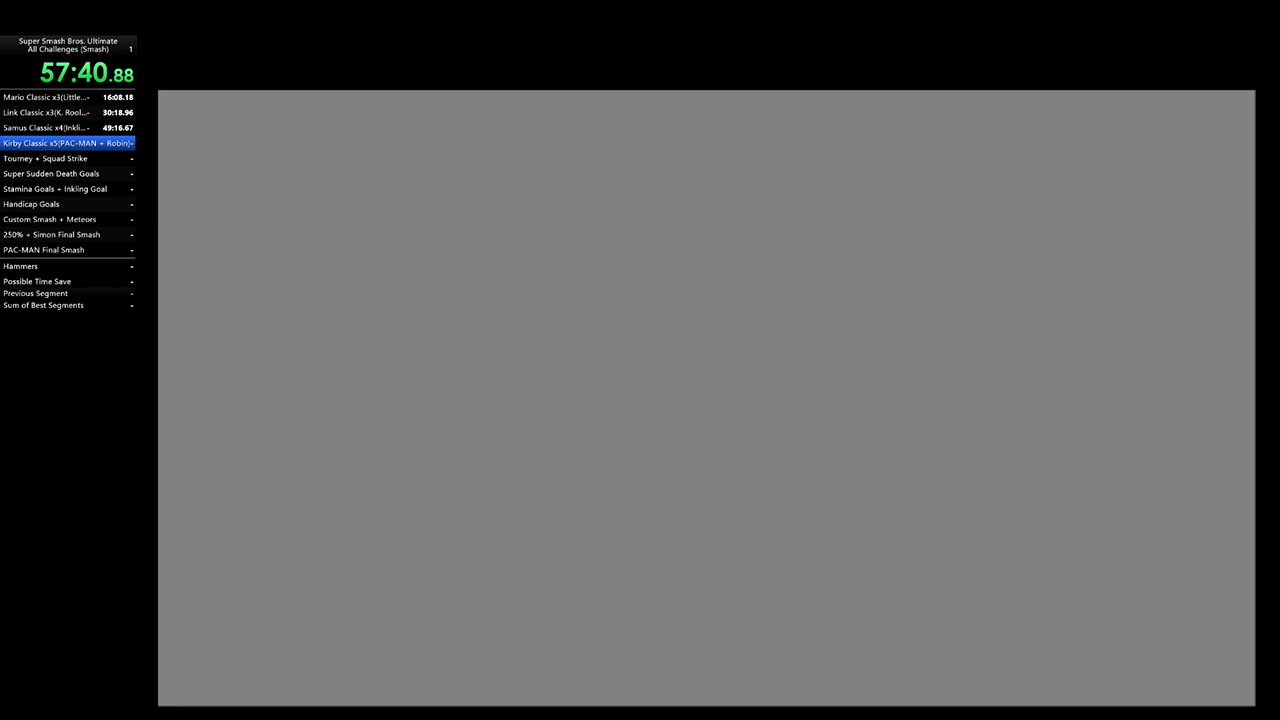 Super Smash Bros. Ultimate
All Challenges (Smash) 1
57:40.88
Mario Classic x3(Little...- 16:08.18
Link Classic x3(K. Rool...- 30:18.96
Samus Classic x4(Inkli...- 49:16.67
Kirby Classic x5(PAC-MAN + Robin)-
Tourney + Squad Strike -
Super Sudden Death Goals -
Stamina Goals + Inkling Goal -
Handicap Goals -
Custom Smash + Meteors -
250% + Simon Final Smash -
PAC-MAN Final Smash -
Hammers -
Possible Time Save -
Previous Segment -
Sum of Best Segments -